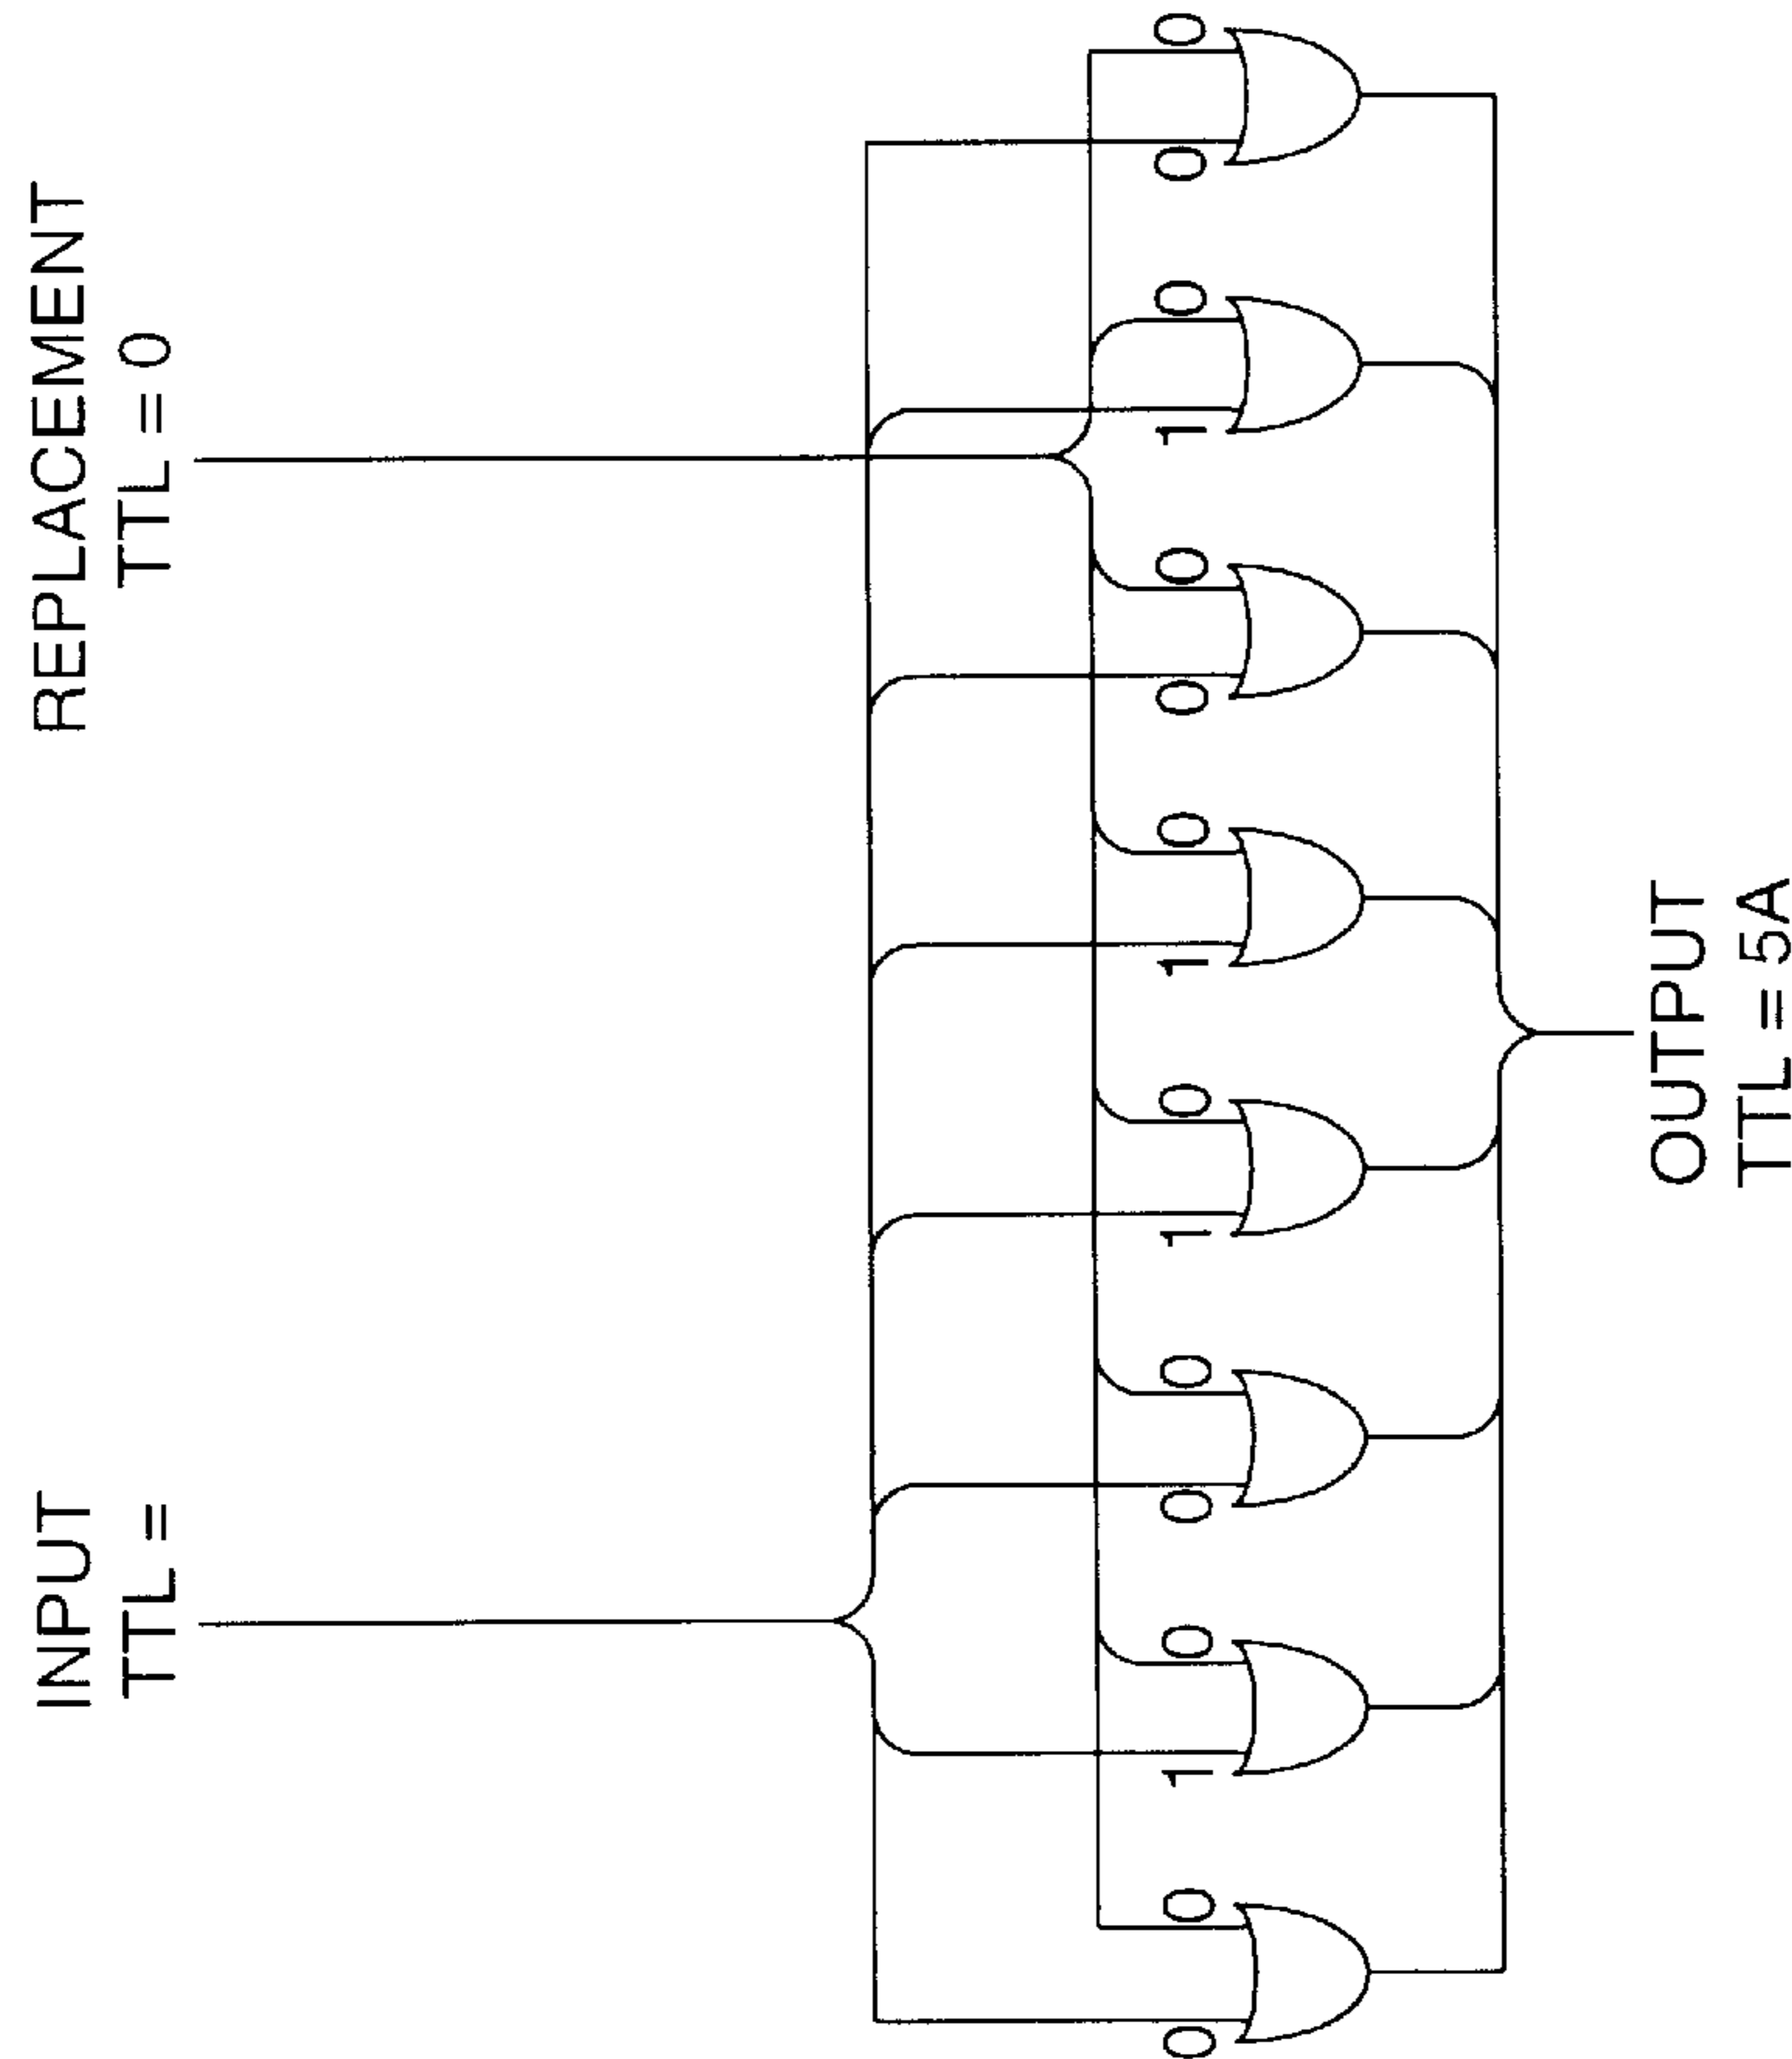 INPUT
TTL =
REPLACEMENT
TTL = 0
0 0 1 0 0 0 1 0 1 0 0 0 1 0 0 0
OUTPUT
TTL = 5A